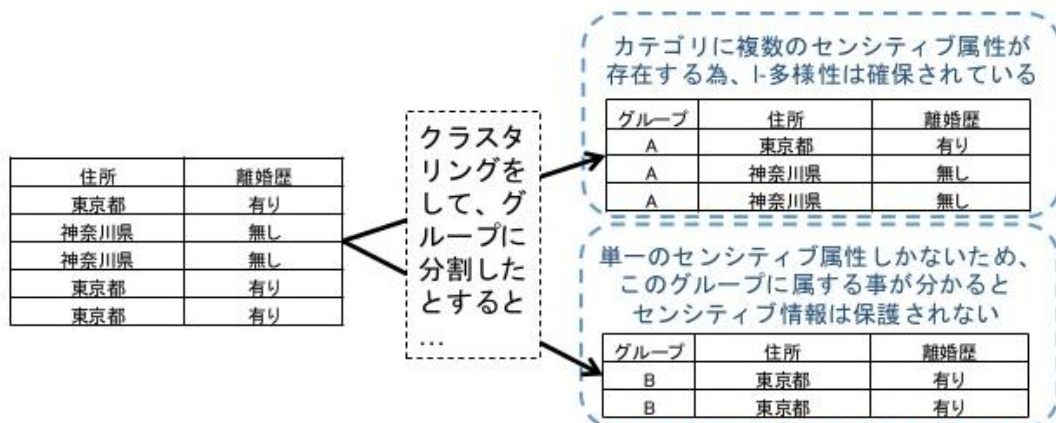 住所 離婚歴
東京都 有り
神奈川県 無し
神奈川県 無し
東京都 有り
東京都 有り
クラスタ
リングを
して、グ
ループに
分割した
とすると
…
カテゴリに複数のセンシティブ属性が
存在する為、l-多様性は確保されている
グループ 住所 離婚歴
A 東京都 有り
A 神奈川県 無し
A 神奈川県 無し
単一のセンシティブ属性しかないため、
このグループに属する事が分かると
センシティブ情報は保護されない
グループ 住所 離婚歴
B 東京都 有り
B 東京都 有り